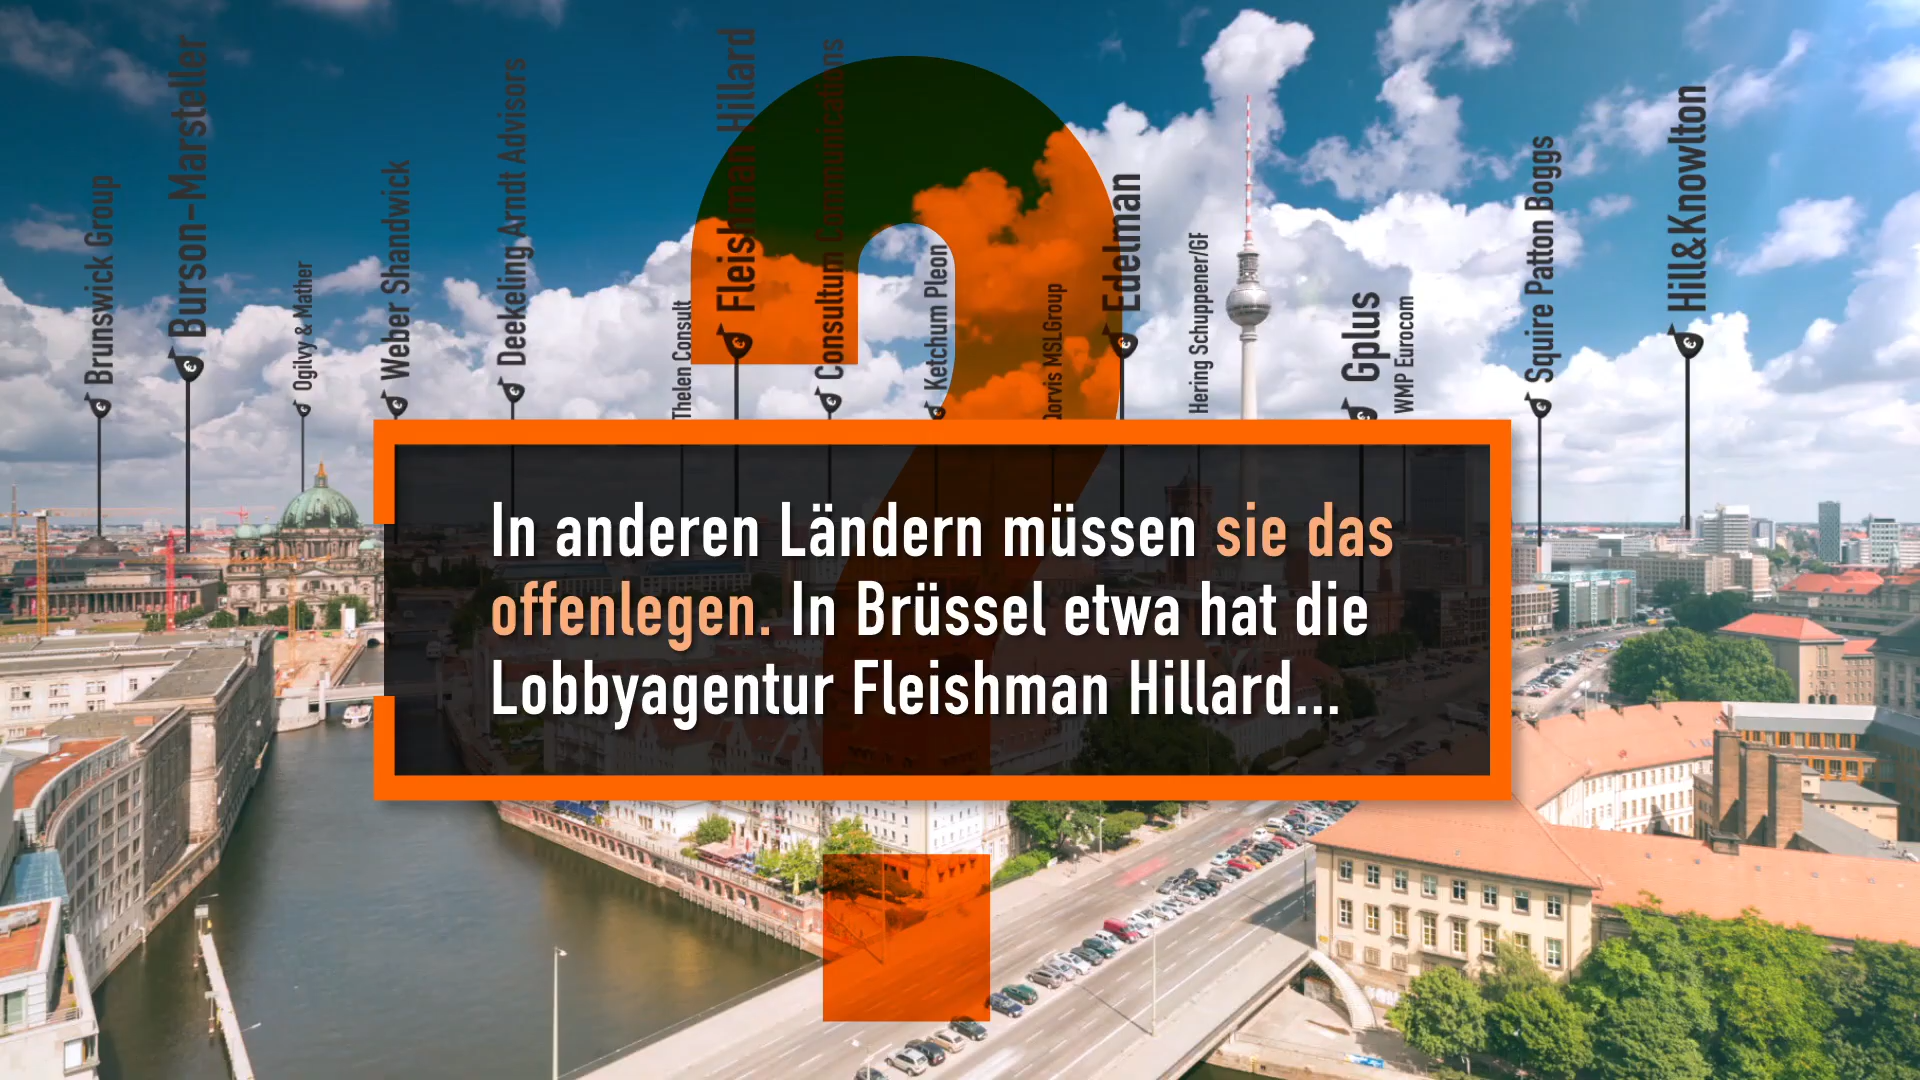 Brunswick Group
Burson-Marsteller
Ogilvy & Mather
Weber Shandwick
Deekeling Arndt Advisors
Thelen Consult
Fleishman Hillard
Consultum Communications
Ketchum Pleon
Qorvis MSLGroup
Edelman
Hering Schuppener/GF
Gplus
WMP Eurocom
Squire Patton Boggs
Hill&Knowlton
In anderen Ländern müssen sie das
offenlegen. In Brüssel etwa hat die
Lobbyagentur Fleishman Hillard...